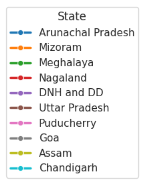 State
Arunachal Pradesh
Mizoram
Meghalaya
Nagaland
DNH and DD
Uttar Pradesh
Puducherry
Goa
Assam
Chandigarh